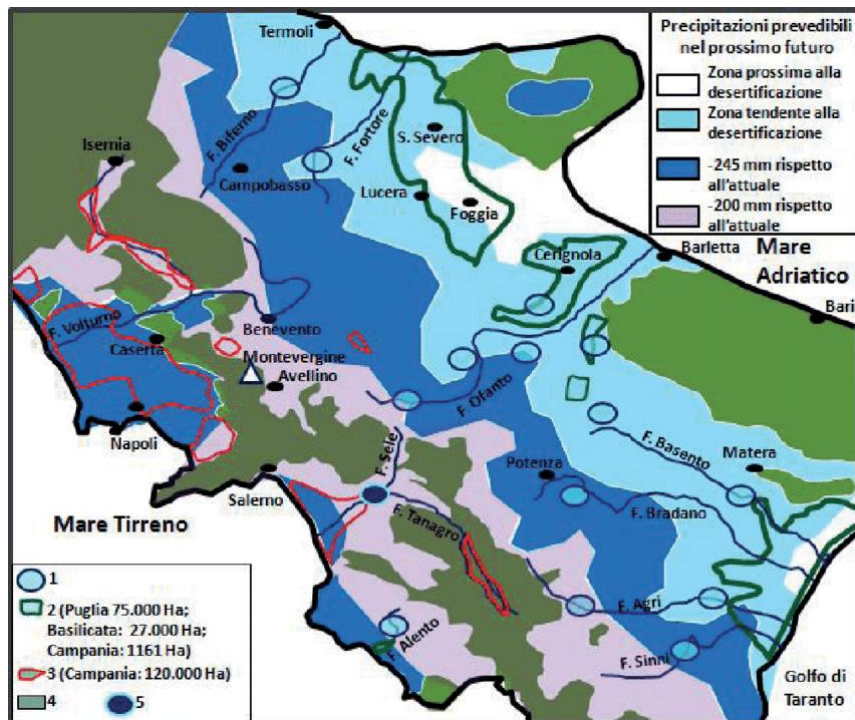 Precipitazioni prevedibili
nel prossimo futuro
Zona prossima alla
desertificazione
Zona tendente alla
desertificazione
-245 mm rispetto
all'attuale
-200 mm rispetto
all'attuale
Termoli
Isernia
F. Biferno
F. Fortore
S. Severo
Campobasso
Lucera
Foggia
Cerignola
Barletta
Mare
Adriatico
Bari
F. Volturno
Benevento
Caserta
Montevergine
Avellino
F. Ofanto
Napoli
F. Sele
Potenza
F. Basento
Matera
Salerno
Mare Tirreno
F. Tanagro
F. Bradano
F. Agri
F. Alento
F. Sinni
Golfo di
Taranto
1
2 (Puglia 75.000 Ha;
Basilicata: 27.000 Ha;
Campania: 1161 Ha)
3 (Campania: 120.000 Ha)
4 5